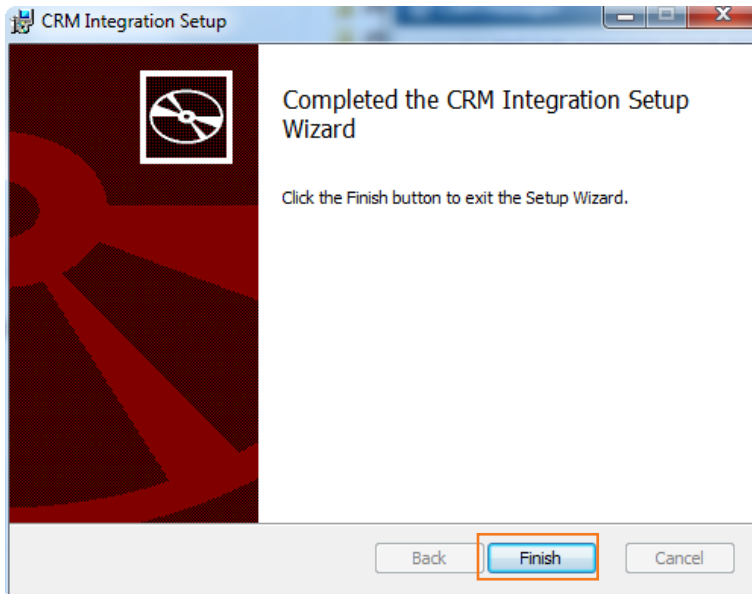 CRM Integration Setup
Completed the CRM Integration Setup
Wizard
Click the Finish button to exit the Setup Wizard.
Back Finish Cancel